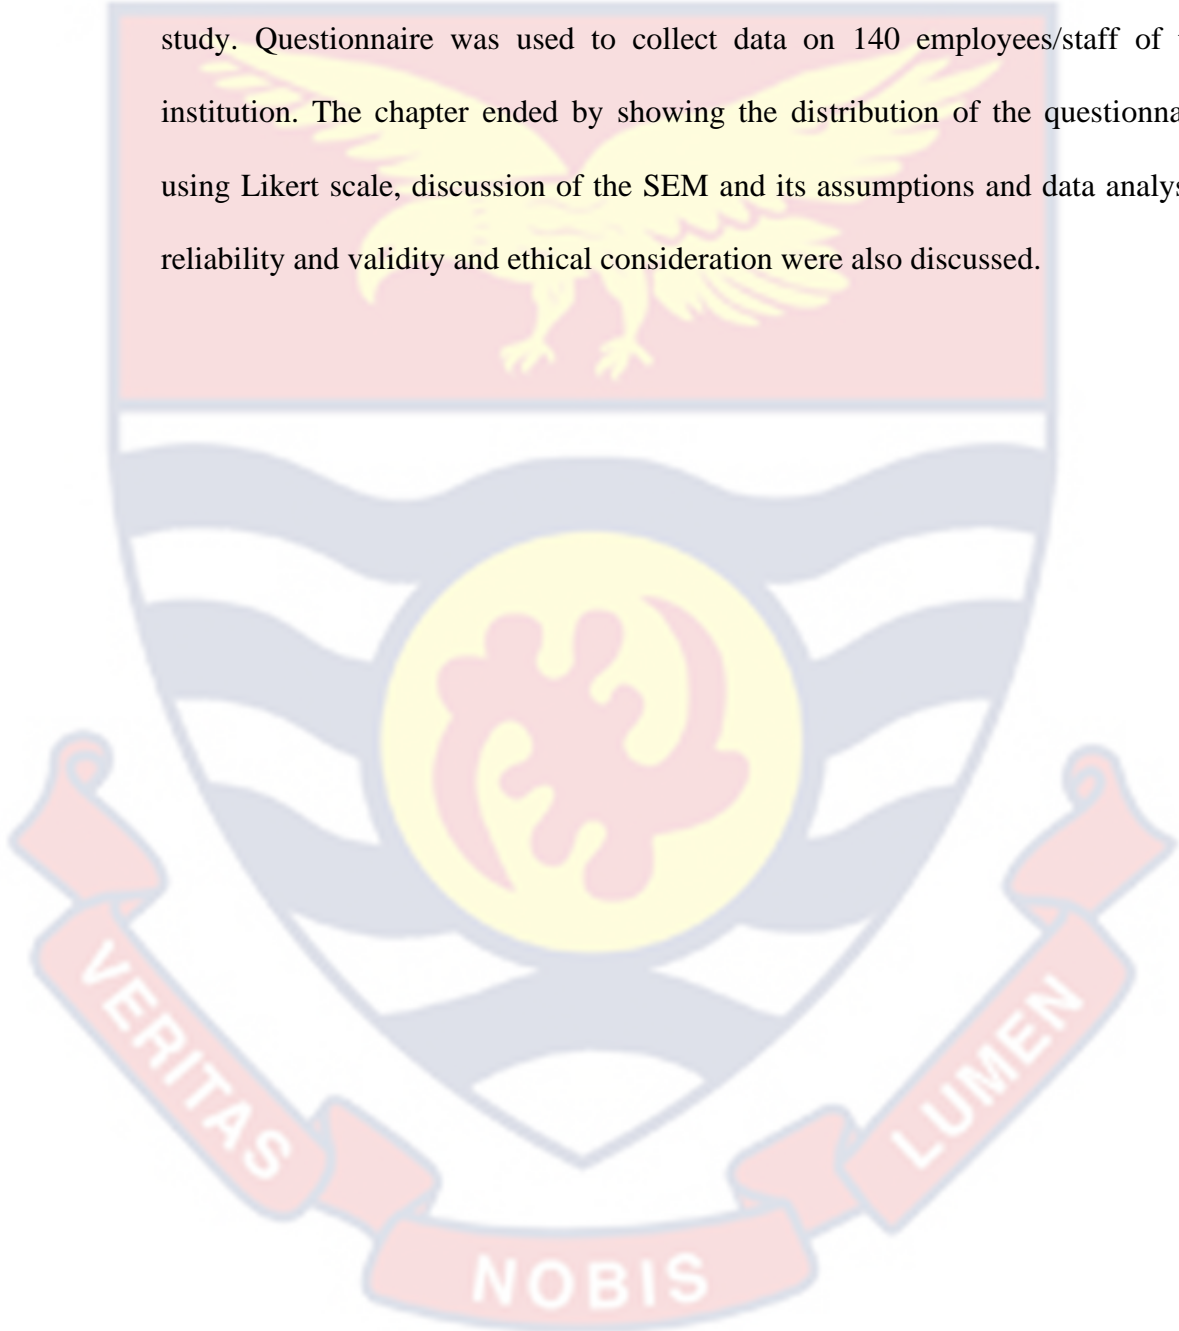 study. Questionnaire was used to collect data on 140 employees/staff of
institution. The chapter ended by showing the distribution of the
using Likert scale, discussion of the SEM and its assumptions and data
reliability and validity and ethical consideration were also discussed.
VERITAS
NOBIS
LUMEN